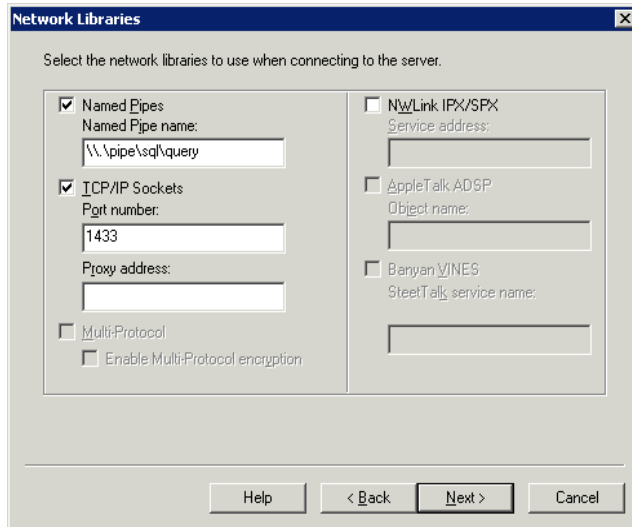 Network Libraries
Select the network libraries to use when connecting to the server.
Named Pipes
Named Pipe name:
\\.\pipe\sql\query
TCP/IP Sockets
Port number:
1433
Proxy address:
Multi-Protocol
Enable Multi-Protocol encryption
NWLink IPX/SPX
Service address:
AppleTalk ADSP
Object name:
Banyan VINES
SteetTalk service name:
Help
< Back
Next >
Cancel